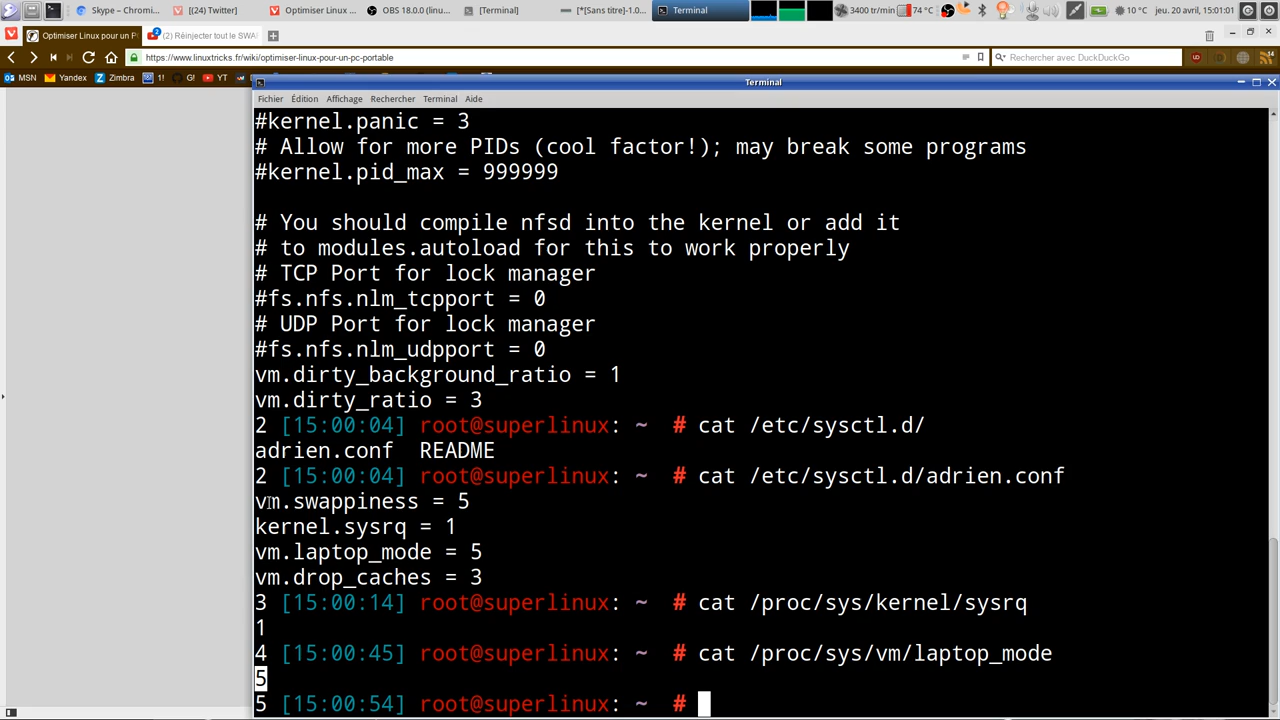 Skype – Chromi...
[(24) Twitter]
Optimiser Linux ...
OBS 18.0.0 (linu...
[Terminal]
[*[Sans titre]-1.0...
Terminal
3400 tr/min
74 °C
10 °C
jeu. 20 avril, 15:01:01
Optimiser Linux pour un P
2
(2) Réinjecter tout le SWA
https://www.linuxtricks.fr/wiki/optimiser-linux-pour-un-pc-portable
Rechercher avec DuckDuckGo
MSN
Yandex
Zimbra
1!
G!
YT
Terminal
Fichier Édition Affichage Rechercher Terminal Aide
#kernel.panic = 3
# Allow for more PIDs (cool factor!); may break some programs
#kernel.pid_max = 999999
# You should compile nfsd into the kernel or add it
# to modules.autoload for this to work properly
# TCP Port for lock manager
#fs.nfs.nlm_tcpport = 0
# UDP Port for lock manager
#fs.nfs.nlm_udpport = 0
vm.dirty_background_ratio = 1
vm.dirty_ratio = 3
2 [15:00:04] root@superlinux: ~ # cat /etc/sysctl.d/
adrien.conf README
2 [15:00:04] root@superlinux: ~ # cat /etc/sysctl.d/adrien.conf
vm.swappiness = 5
kernel.sysrq = 1
vm.laptop_mode = 5
vm.drop_caches = 3
3 [15:00:14] root@superlinux: ~ # cat /proc/sys/kernel/sysrq
1
4 [15:00:45] root@superlinux: ~ # cat /proc/sys/vm/laptop_mode
5
5 [15:00:54] root@superlinux: ~ #